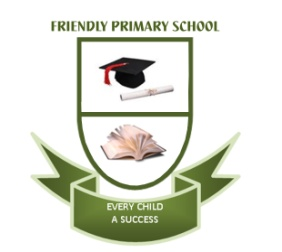 FRIENDLY PRIMARY SCHOOL
EVERY CHILD
A SUCCESS